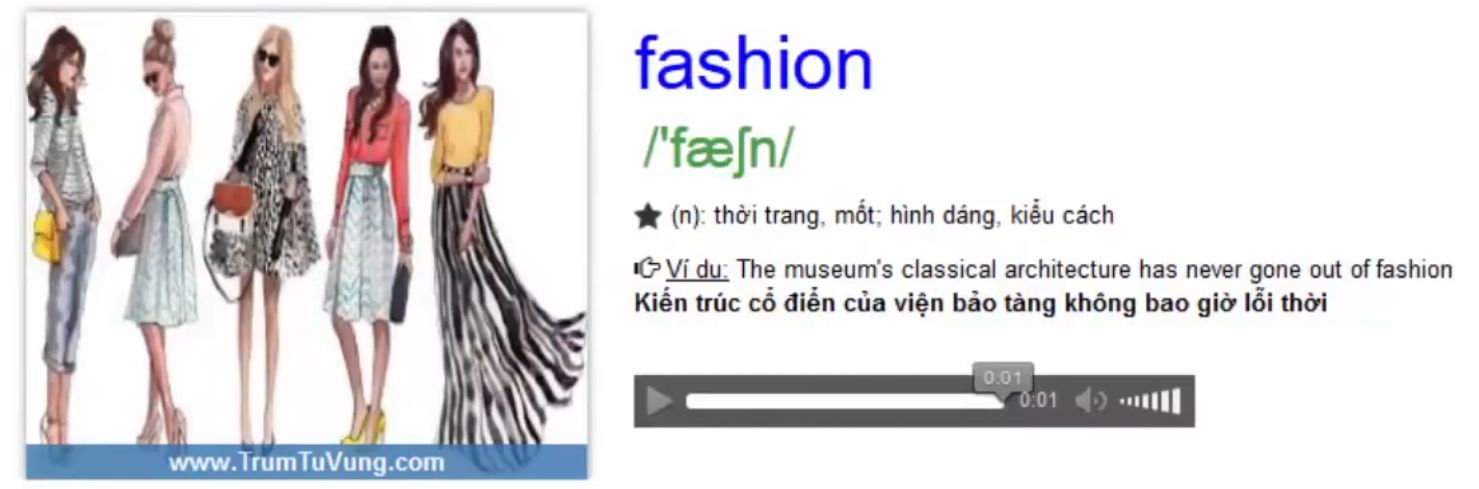 fashion
/'fæʃn/
★ (n): thời trang, mốt; hình dáng, kiểu cách
Ví du: The museum's classical architecture has never gone out of fashion
Kiến trúc cổ điển của viện bảo tàng không bao giờ lỗi thời
0:01
0:01
www.TrumTuVung.com